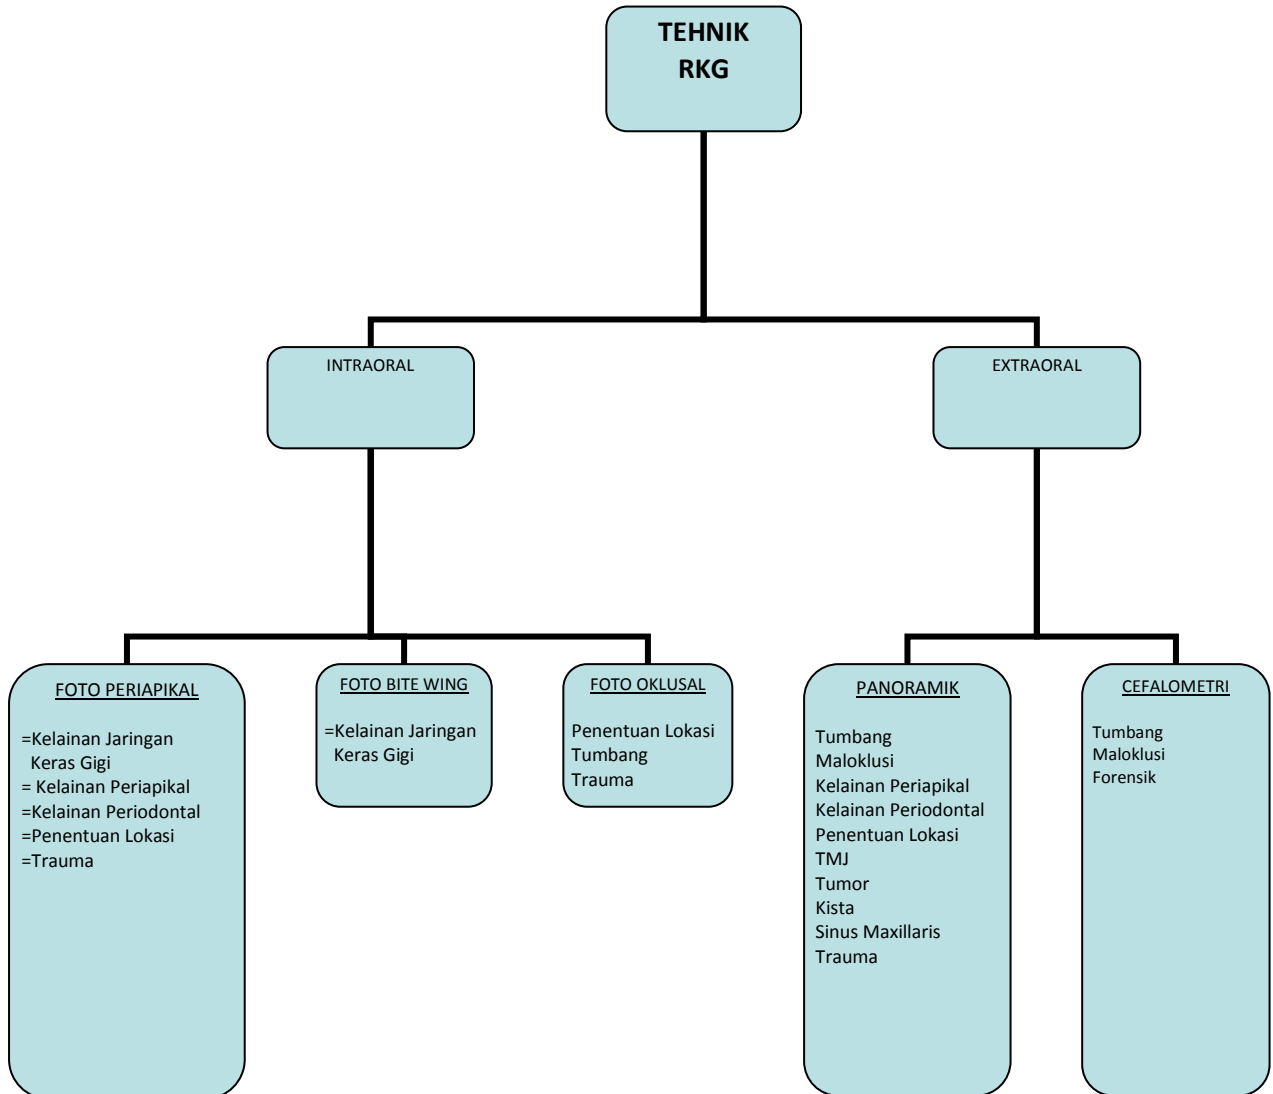 TEHNIK
RKG
INTRAORAL
EXTRAORAL
FOTO PERIAPIKAL
=Kelainan Jaringan
Keras Gigi
= Kelainan Periapikal
=Kelainan Periodontal
=Penentuan Lokasi
=Trauma
FOTO BITE WING
=Kelainan Jaringan
Keras Gigi
FOTO OKLUSAL
Penentuan Lokasi
Tumbang
Trauma
PANORAMIK
Tumbang
Maloklusi
Kelainan Periapikal
Kelainan Periodontal
Penentuan Lokasi
TMJ
Tumor
Kista
Sinus Maxillaris
Trauma
CEFALOMETRI
Tumbang
Maloklusi
Forensik